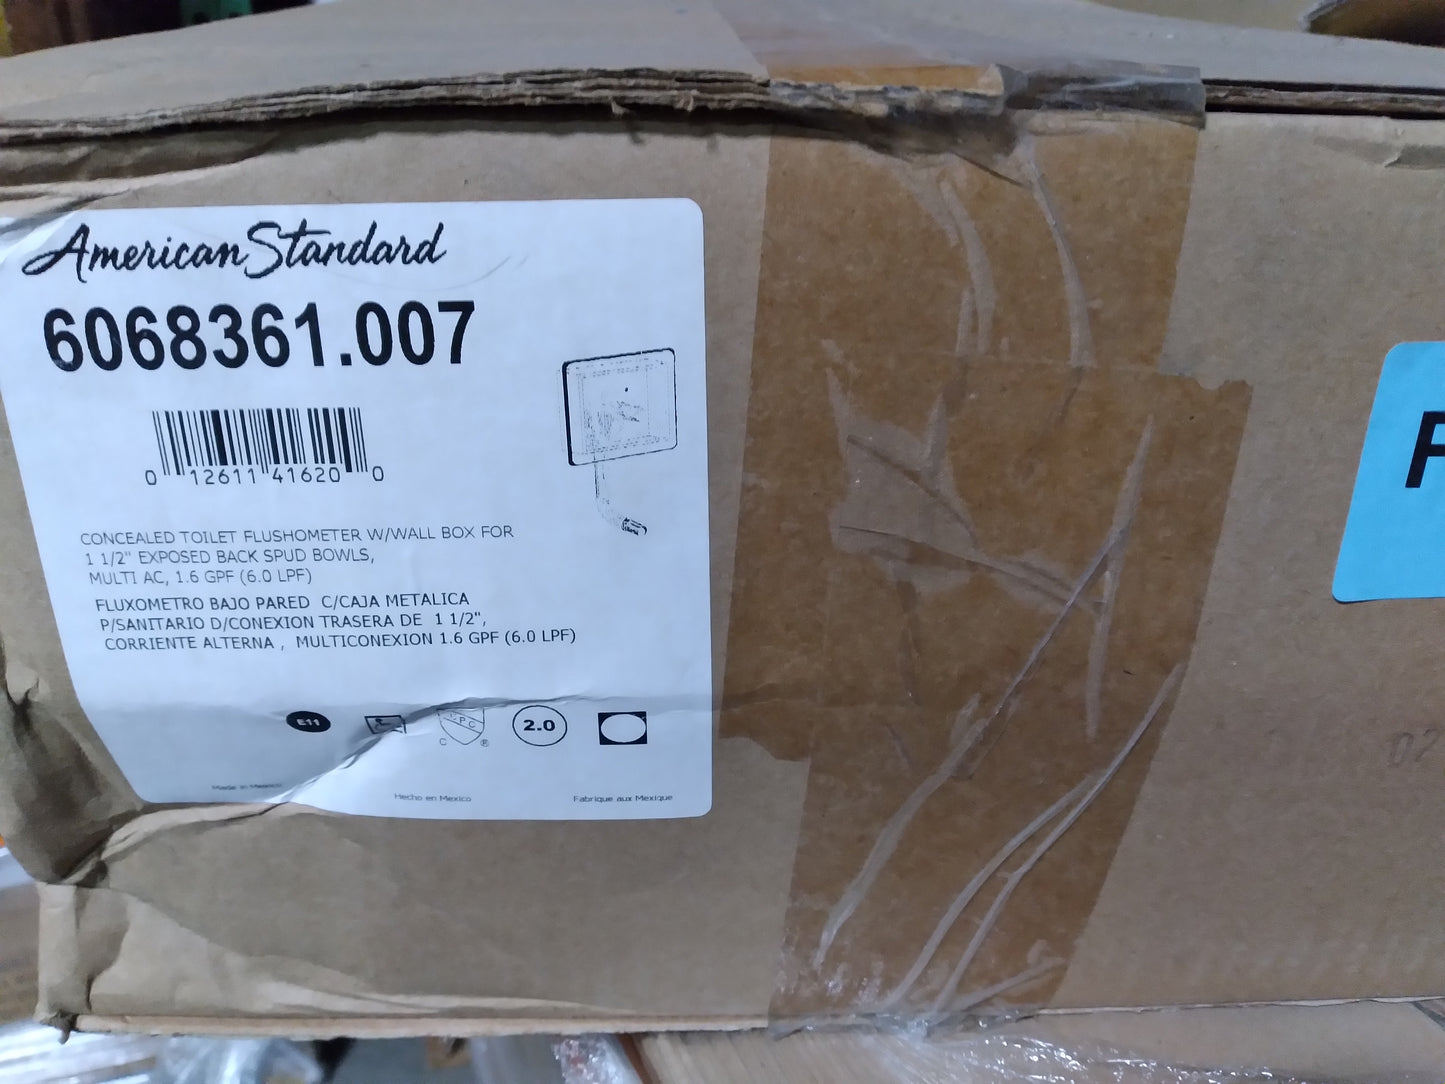 American Standard
6068361.007
0 12611 41620 0
CONCEALED TOILET FLUSHOMETER W/WALL BOX FOR
1 1/2" EXPOSED BACK SPUD BOWLS,
MULTI AC, 1.6 GPF (6.0 LPF)
FLUXOMETRO BAJO PARED C/CAJA METALICA
P/SANITARIO D/CONEXION TRASERA DE 1 1/2",
CORRIENTE ALTERNA , MULTICONEXION 1.6 GPF (6.0 LPF)
E11
PC
C ®
2.0
Made in Mexico
Hecho en Mexico
Fabrique aux Mexique
02